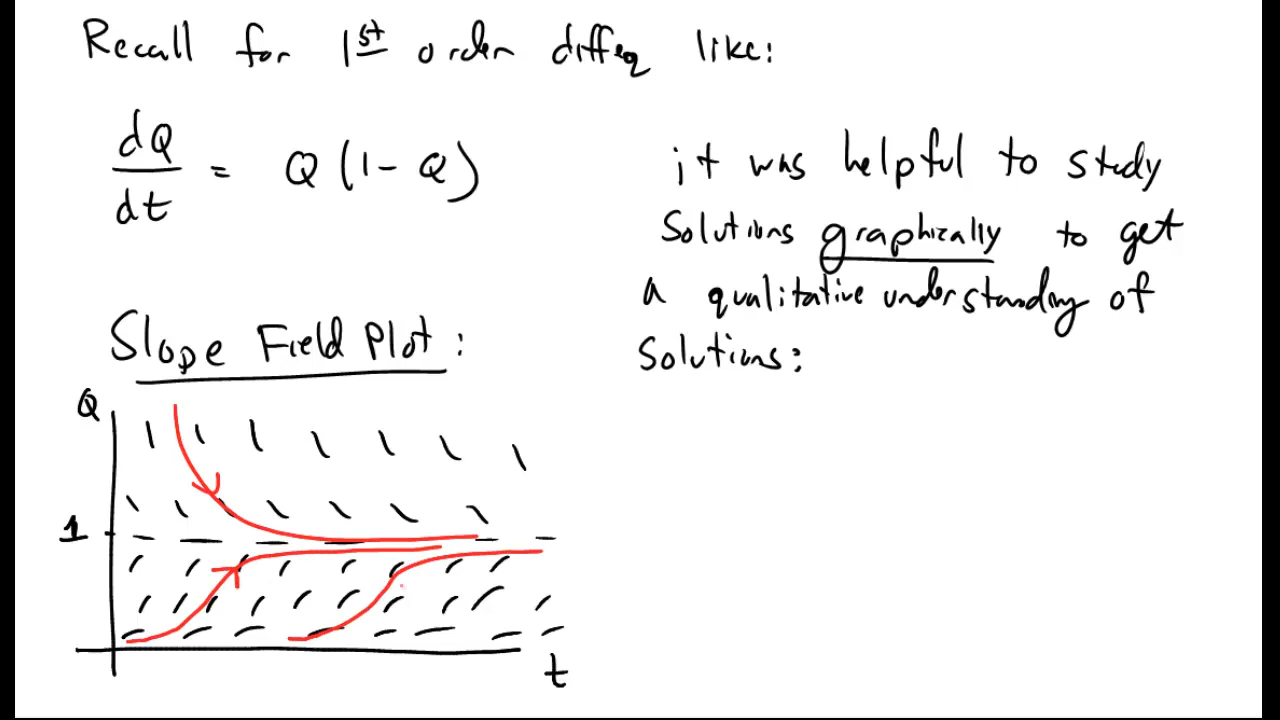 Recall for 1st order diffeq like:
dQ/dt = Q(1-Q)
it was helpful to study
solutions graphically to get
a qualitative understanding of
solutions:
Slope Field Plot:
Q
1
t